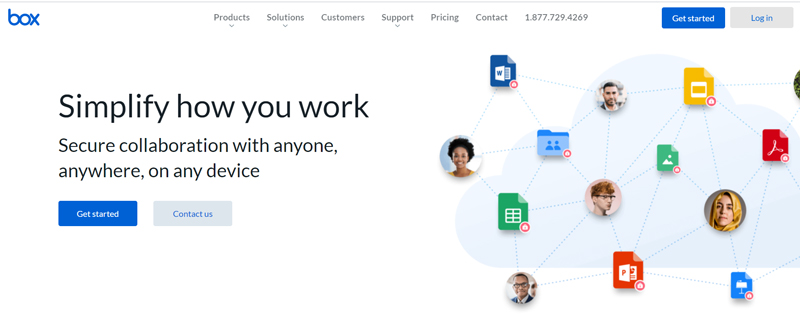 box
Products
Solutions
Customers
Support
Pricing
Contact
1.877.729.4269
Get started
Log in
Simplify how you work
Secure collaboration with anyone,
anywhere, on any device
Get started
Contact us
W
P